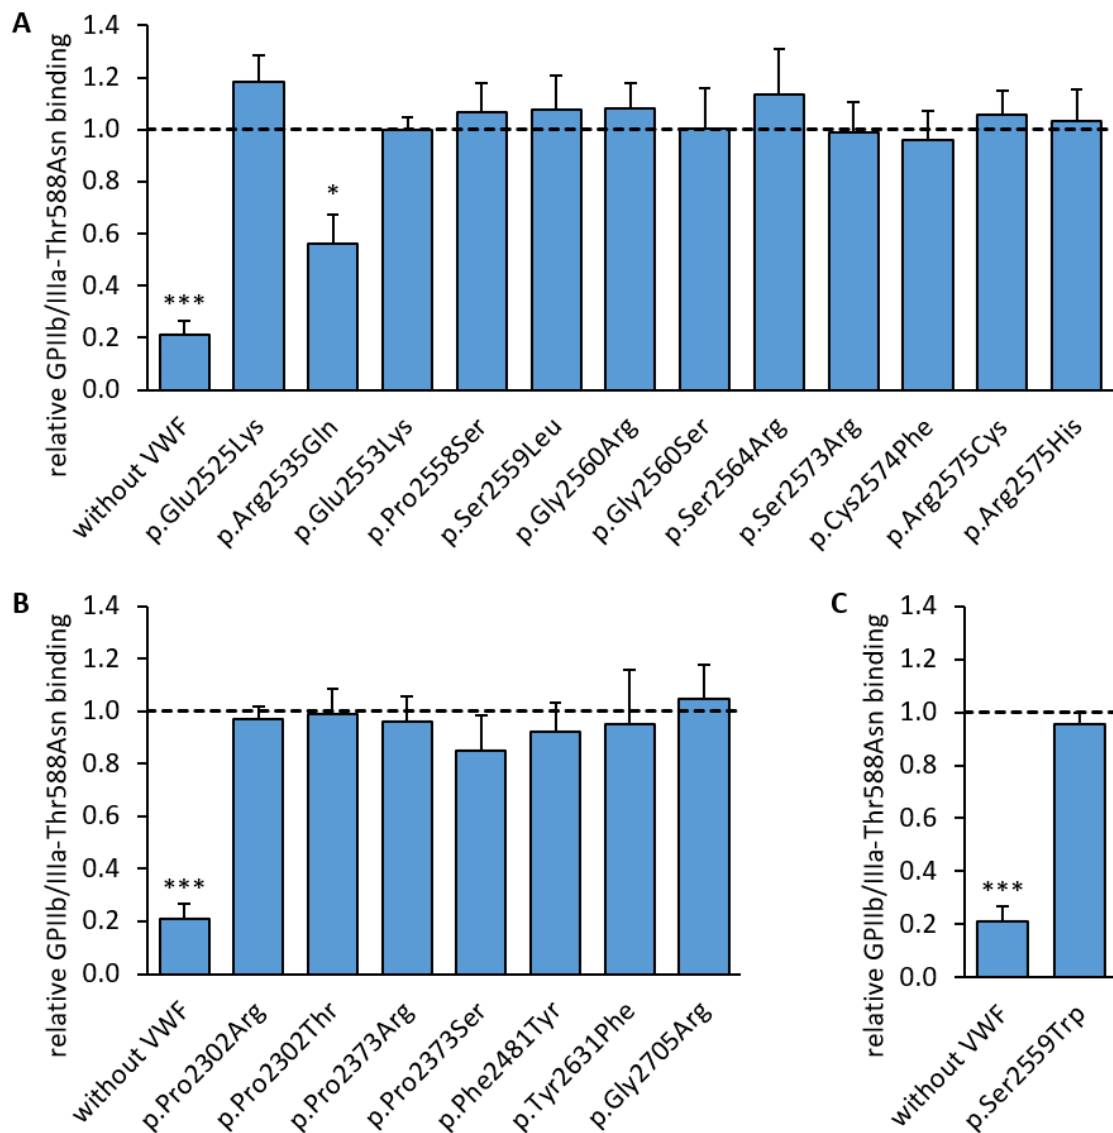 A
relative GPIIb/IIIa-Thr588Asn binding
1.4
1.2
1.0
0.8
0.6
0.4
0.2
0.0
***
*
without VWF
p.Glu2525Lys
p.Arg2535Gln
p.Glu2553Lys
p.Pro2558Ser
p.Ser2559Leu
p.Gly2560Arg
p.Gly2560Ser
p.Ser2564Arg
p.Ser2573Arg
p.Cys2574Phe
p.Arg2575Cys
p.Arg2575His
B
relative GPIIb/IIIa-Thr588Asn binding
1.4
1.2
1.0
0.8
0.6
0.4
0.2
0.0
***
without VWF
p.Pro2302Arg
p.Pro2302Thr
p.Pro2373Arg
p.Pro2373Ser
p.Phe2481Tyr
p.Tyr2631Phe
p.Gly2705Arg
C
relative GPIIb/IIIa-Thr588Asn binding
1.4
1.2
1.0
0.8
0.6
0.4
0.2
0.0
***
without VWF
p.Ser2559Trp